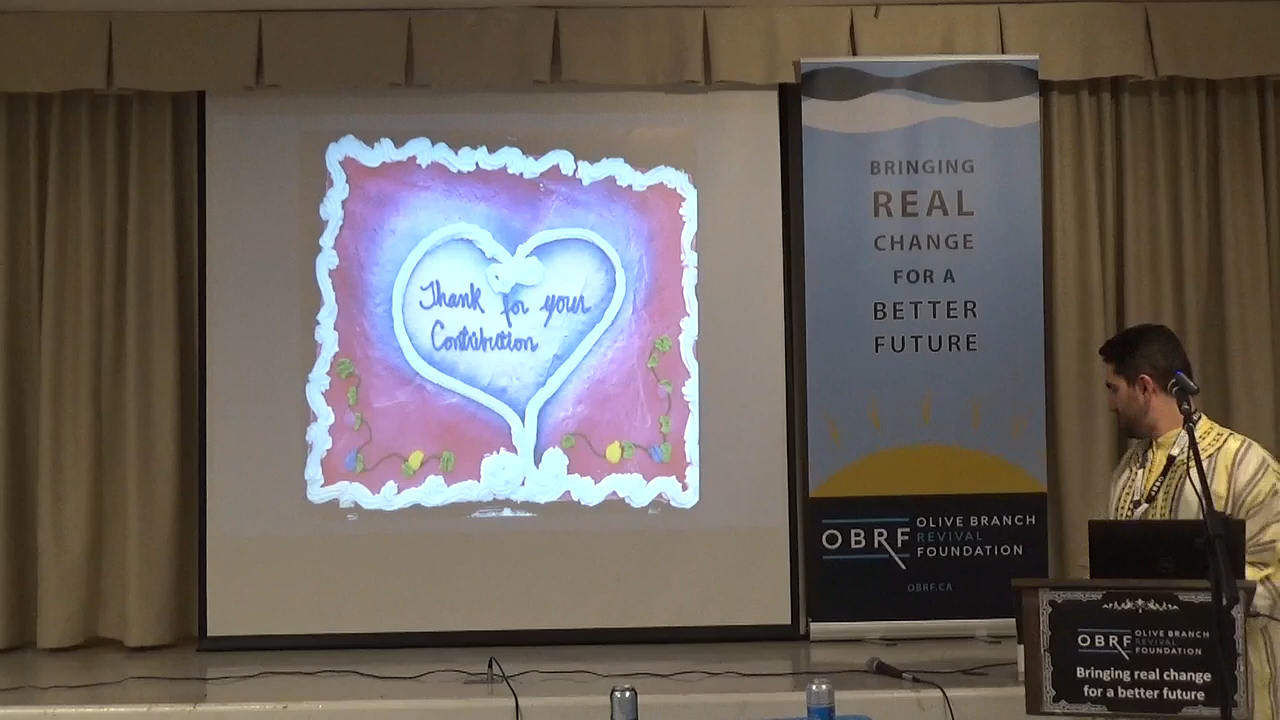 Thank for your
Contribution
BRINGING
REAL
CHANGE
FOR A
BETTER
FUTURE
OBRF
OLIVE BRANCH
REVIVAL
FOUNDATION
OBRF.CA
OBRF
OLIVE BRANCH
REVIVAL
FOUNDATION
Bringing real change
for a better future